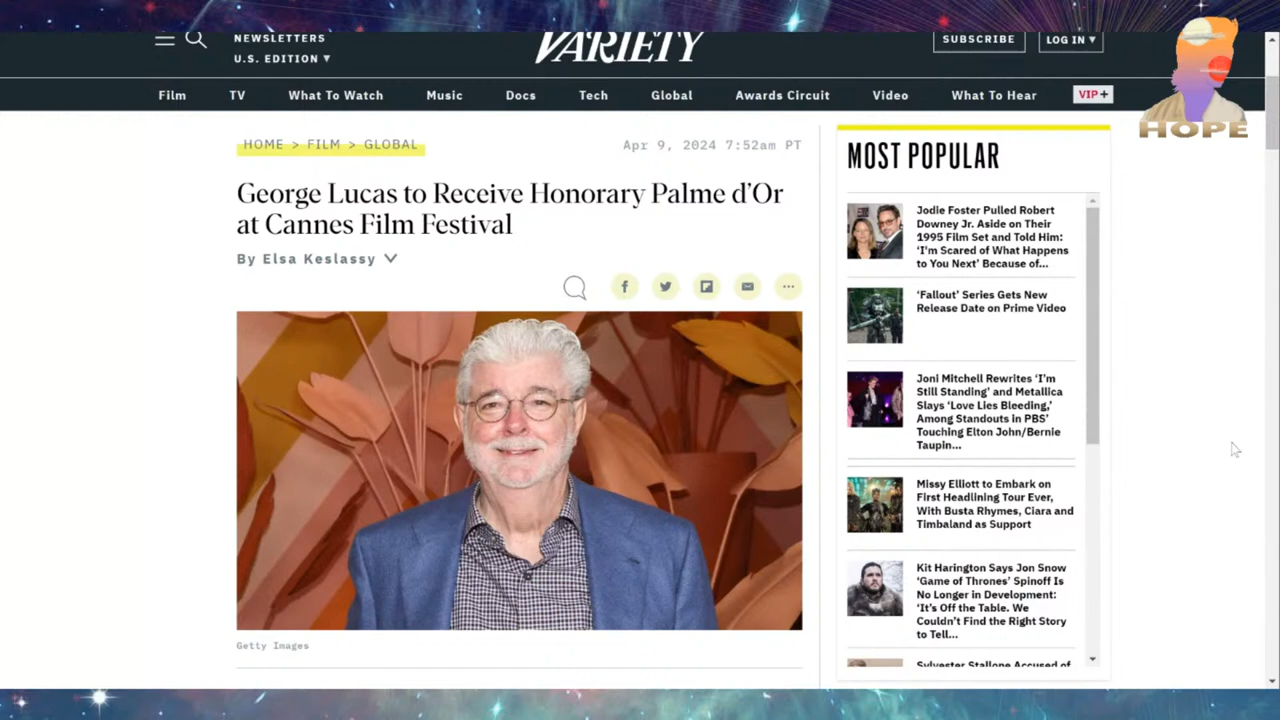 NEWSLETTERS
U.S. EDITION ▾
VARIETY
SUBSCRIBE
LOG IN ▾
HOPE
Film
TV
What To Watch
Music
Docs
Tech
Global
Awards Circuit
Video
What To Hear
VIP+
HOME > FILM > GLOBAL
Apr 9, 2024 7:52am PT
George Lucas to Receive Honorary Palme d’Or
at Cannes Film Festival
By Elsa Keslassy
Getty Images
MOST POPULAR
Jodie Foster Pulled Robert
Downey Jr. Aside on Their
1995 Film Set and Told Him:
‘I'm Scared of What Happens
to You Next’ Because of...
‘Fallout’ Series Gets New
Release Date on Prime Video
Joni Mitchell Rewrites ‘I’m
Still Standing’ and Metallica
Slays ‘Love Lies Bleeding,’
Among Standouts in PBS’
Touching Elton John/Bernie
Taupin...
Missy Elliott to Embark on
First Headlining Tour Ever,
With Busta Rhymes, Ciara and
Timbaland as Support
Kit Harington Says Jon Snow
‘Game of Thrones’ Spinoff Is
No Longer in Development:
‘It’s Off the Table. We
Couldn’t Find the Right Story
to Tell...
Sylvester Stallone Accused of